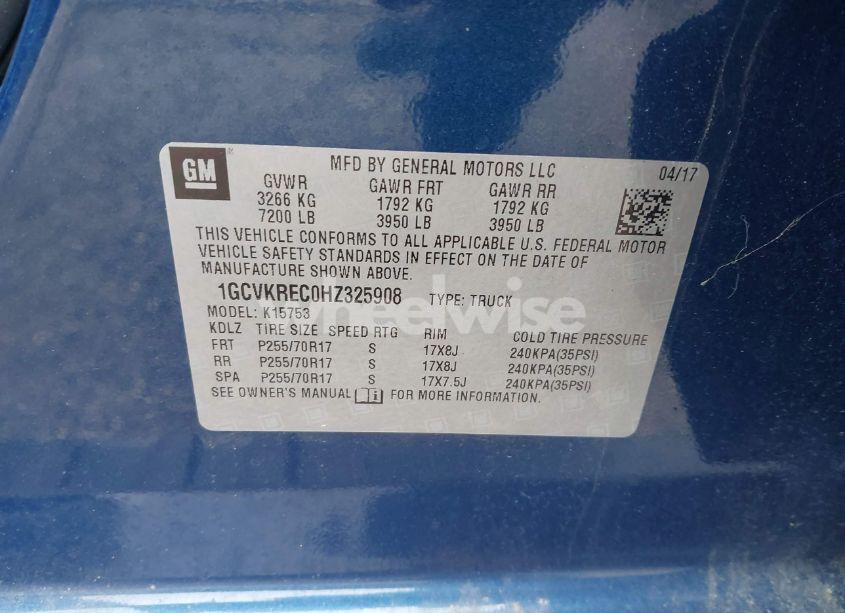 GM
MFD BY GENERAL MOTORS LLC 04/17
GVWR GAWR FRT GAWR RR
3266 KG 1792 KG 1792 KG
7200 LB 3950 LB 3950 LB
THIS VEHICLE CONFORMS TO ALL APPLICABLE U.S. FEDERAL MOTOR
VEHICLE SAFETY STANDARDS IN EFFECT ON THE DATE OF
MANUFACTURE SHOWN ABOVE.
1GCVKREC0HZ325908 TYPE: TRUCK
MODEL: K15753
KDLZ TIRE SIZE SPEED RTG RIM COLD TIRE PRESSURE
FRT P255/70R17 S 17X8J 240KPA(35PSI)
RR P255/70R17 S 17X8J 240KPA(35PSI)
SPA P255/70R17 S 17X7.5J 240KPA(35PSI)
SEE OWNER'S MANUAL FOR MORE INFORMATION.
wheelwise